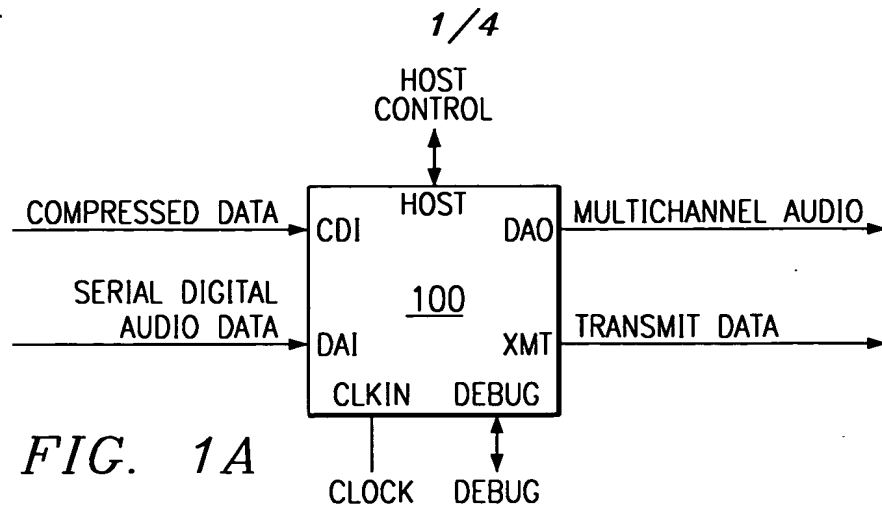 1/4
HOST
CONTROL
COMPRESSED DATA
HOST
CDI
DAO
MULTICHANNEL AUDIO
100
SERIAL DIGITAL
AUDIO DATA
DAI
XMT
TRANSMIT DATA
CLKIN
DEBUG
FIG. 1A
CLOCK
DEBUG